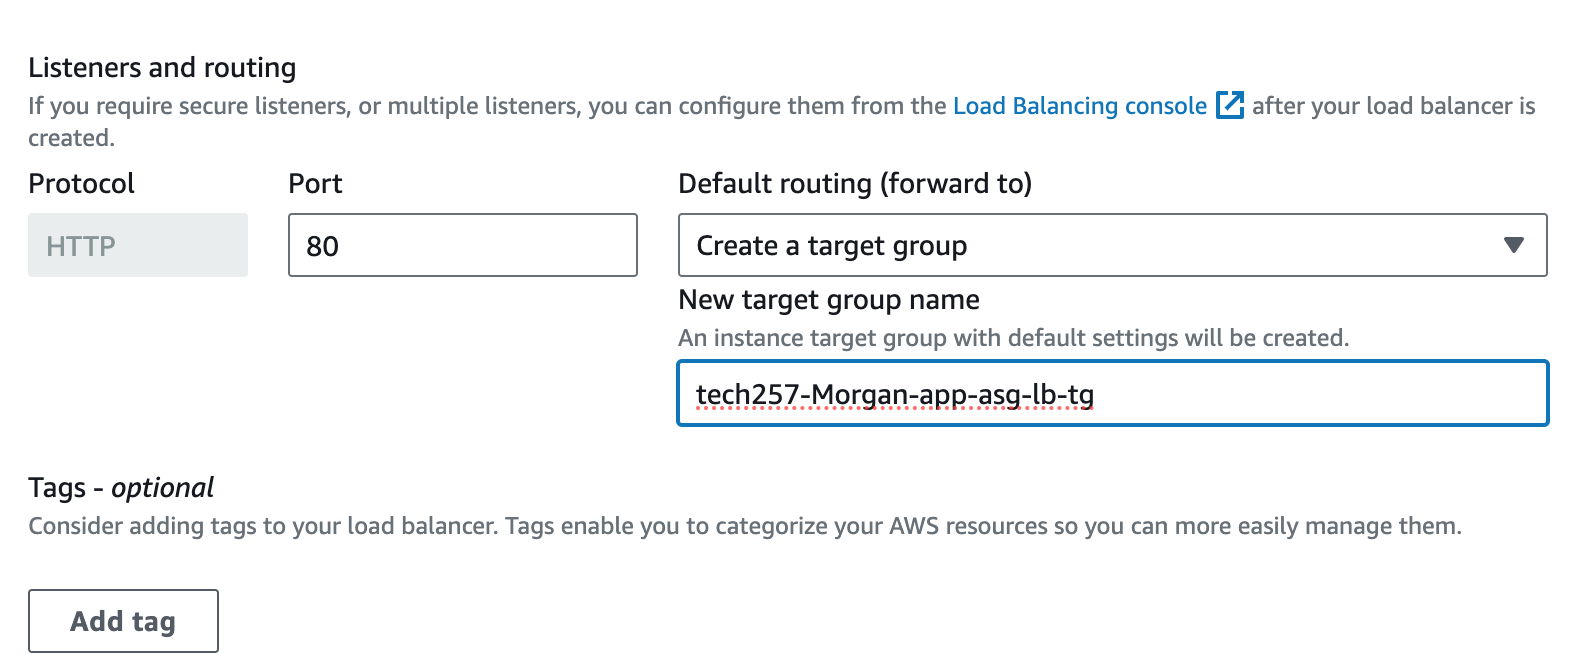 Listeners and routing
If you require secure listeners, or multiple listeners, you can configure them from the Load Balancing console after your load balancer is
created.
Protocol Port Default routing (forward to)
HTTP 80 Create a target group
New target group name
An instance target group with default settings will be created.
tech257-Morgan-app-asg-lb-tg
Tags - optional
Consider adding tags to your load balancer. Tags enable you to categorize your AWS resources so you can more easily manage them.
Add tag